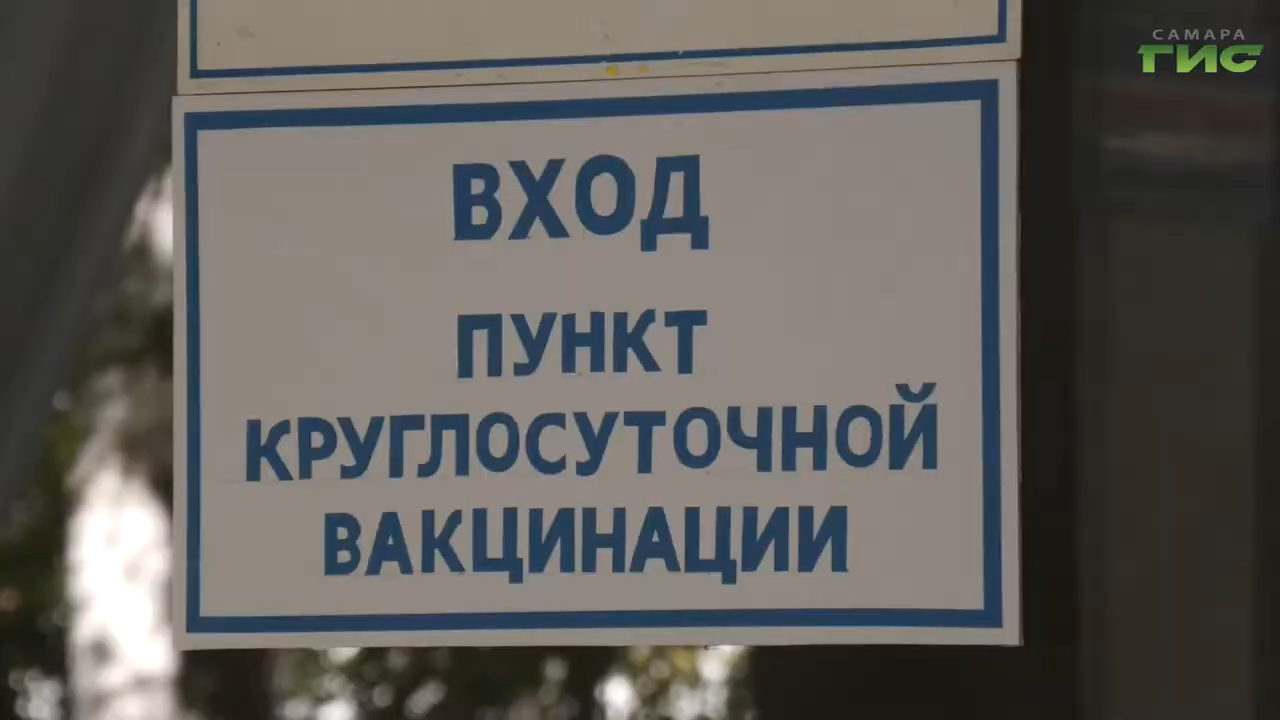 САМАРА
ГИС
ВХОД
ПУНКТ
КРУГЛОСУТОЧНОЙ
ВАКЦИНАЦИИ